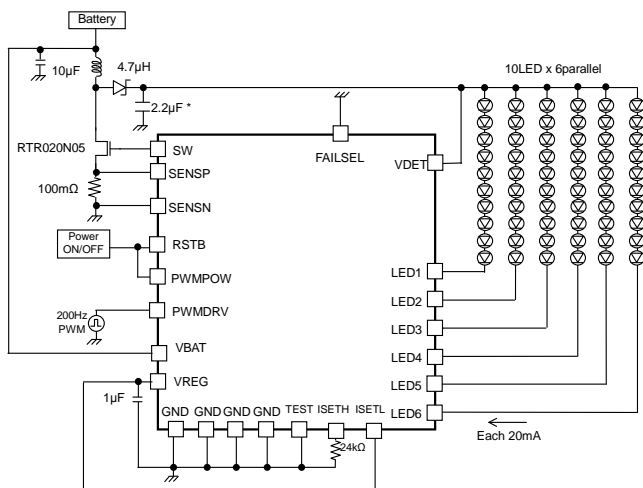 Battery
4.7µH
10µF
10LED x 6parallel
2.2µF *
RTR020N05
SW
FAILSEL
VDET
SENSP
100mΩ
SENSN
Power
ON/OFF
RSTB
PWMPOW
LED1
LED2
200Hz
PWM
PWMDRV
LED3
VBAT
LED4
VREG
LED5
1µF
GND
GND
GND
GND
TEST
ISETH
ISETL
LED6
24kΩ
Each 20mA